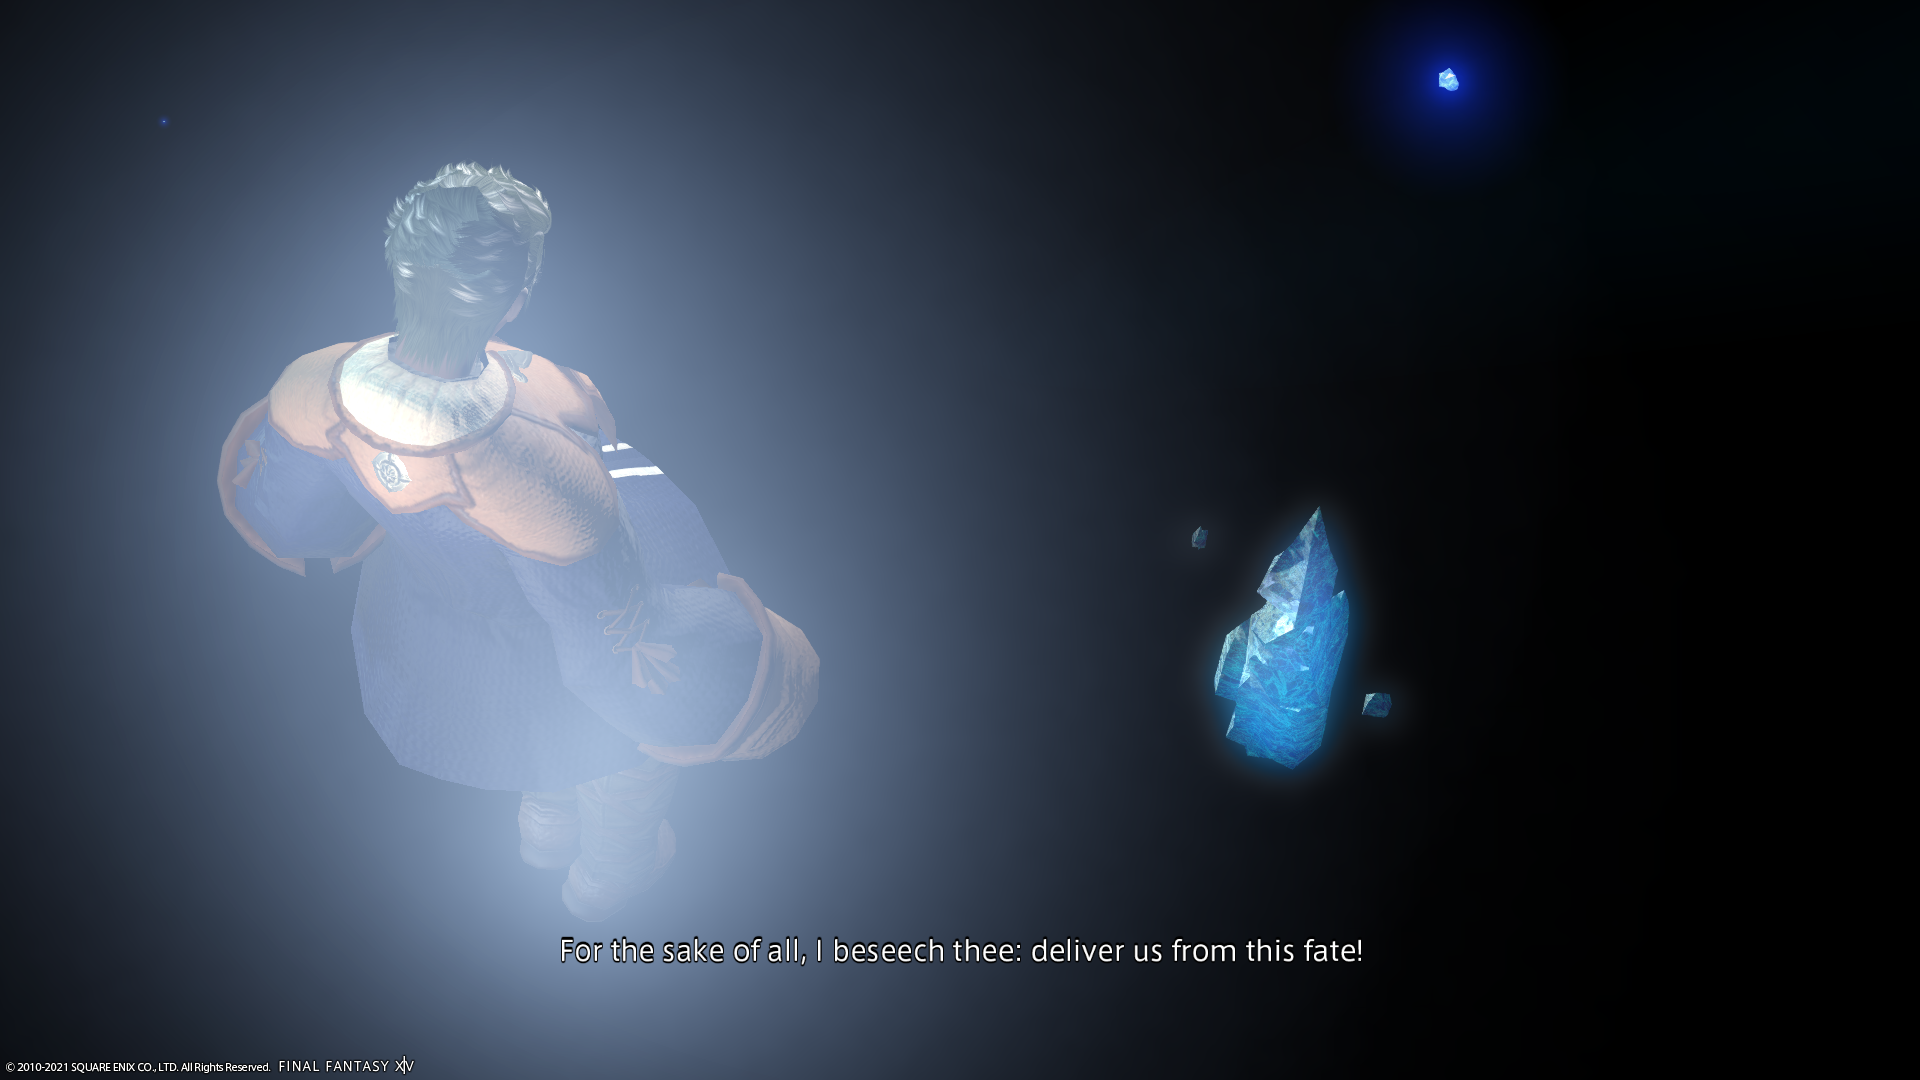 For the sake of all, I beseech thee: deliver us from this fate!
© 2010-2021 SQUARE ENIX CO., LTD. All Rights Reserved. FINAL FANTASY XIV